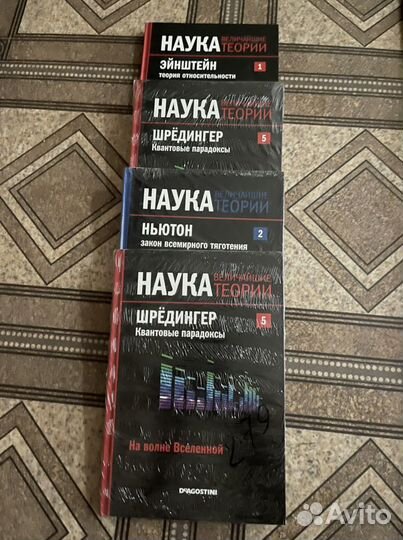 НАУКА ВЕЛИЧАЙШИЕ ТЕОРИИ
ЭЙНШТЕЙН 1
теория относительности
НАУКА ВЕЛИЧАЙШИЕ ТЕОРИИ
ШРЁДИНГЕР 5
Квантовые парадоксы
НАУКА ВЕЛИЧАЙШИЕ ТЕОРИИ
НЬЮТОН 2
закон всемирного тяготения
НАУКА ВЕЛИЧАЙШИЕ ТЕОРИИ
ШРЁДИНГЕР 5
Квантовые парадоксы
На волне Вселенной
279
DeAGOSTINI
Avito